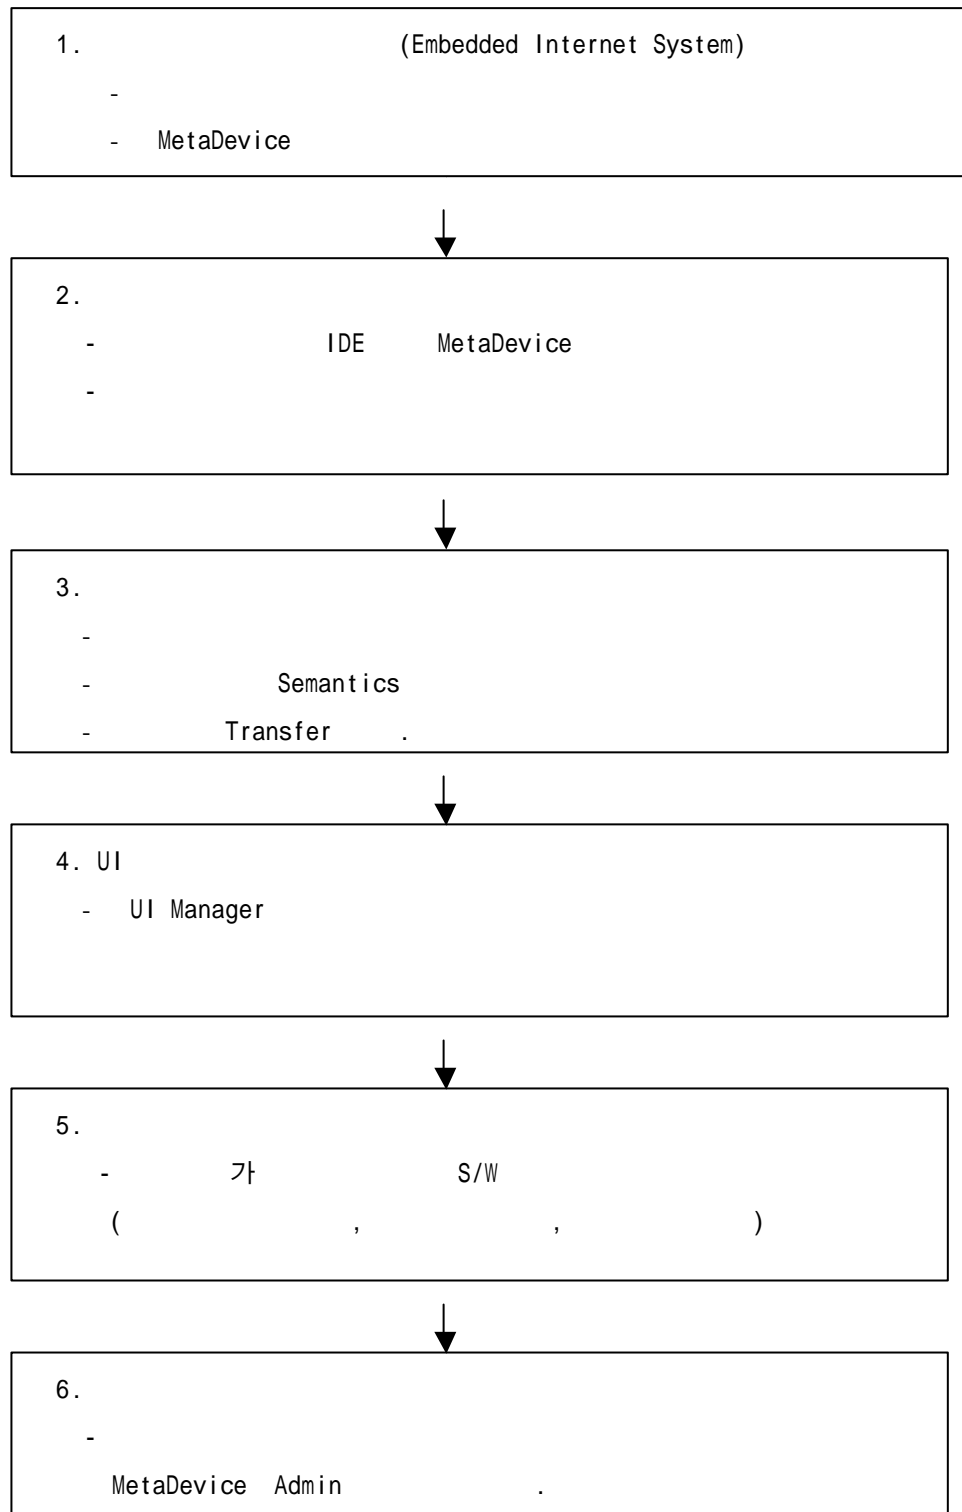 1. (Embedded Internet System)
-
- MetaDevice
2.
- IDE MetaDevice
-
3.
-
- Semantics
- Transfer .
4. UI
- UI Manager
5.
- 가 S/W
( , , )
6.
-
MetaDevice Admin .